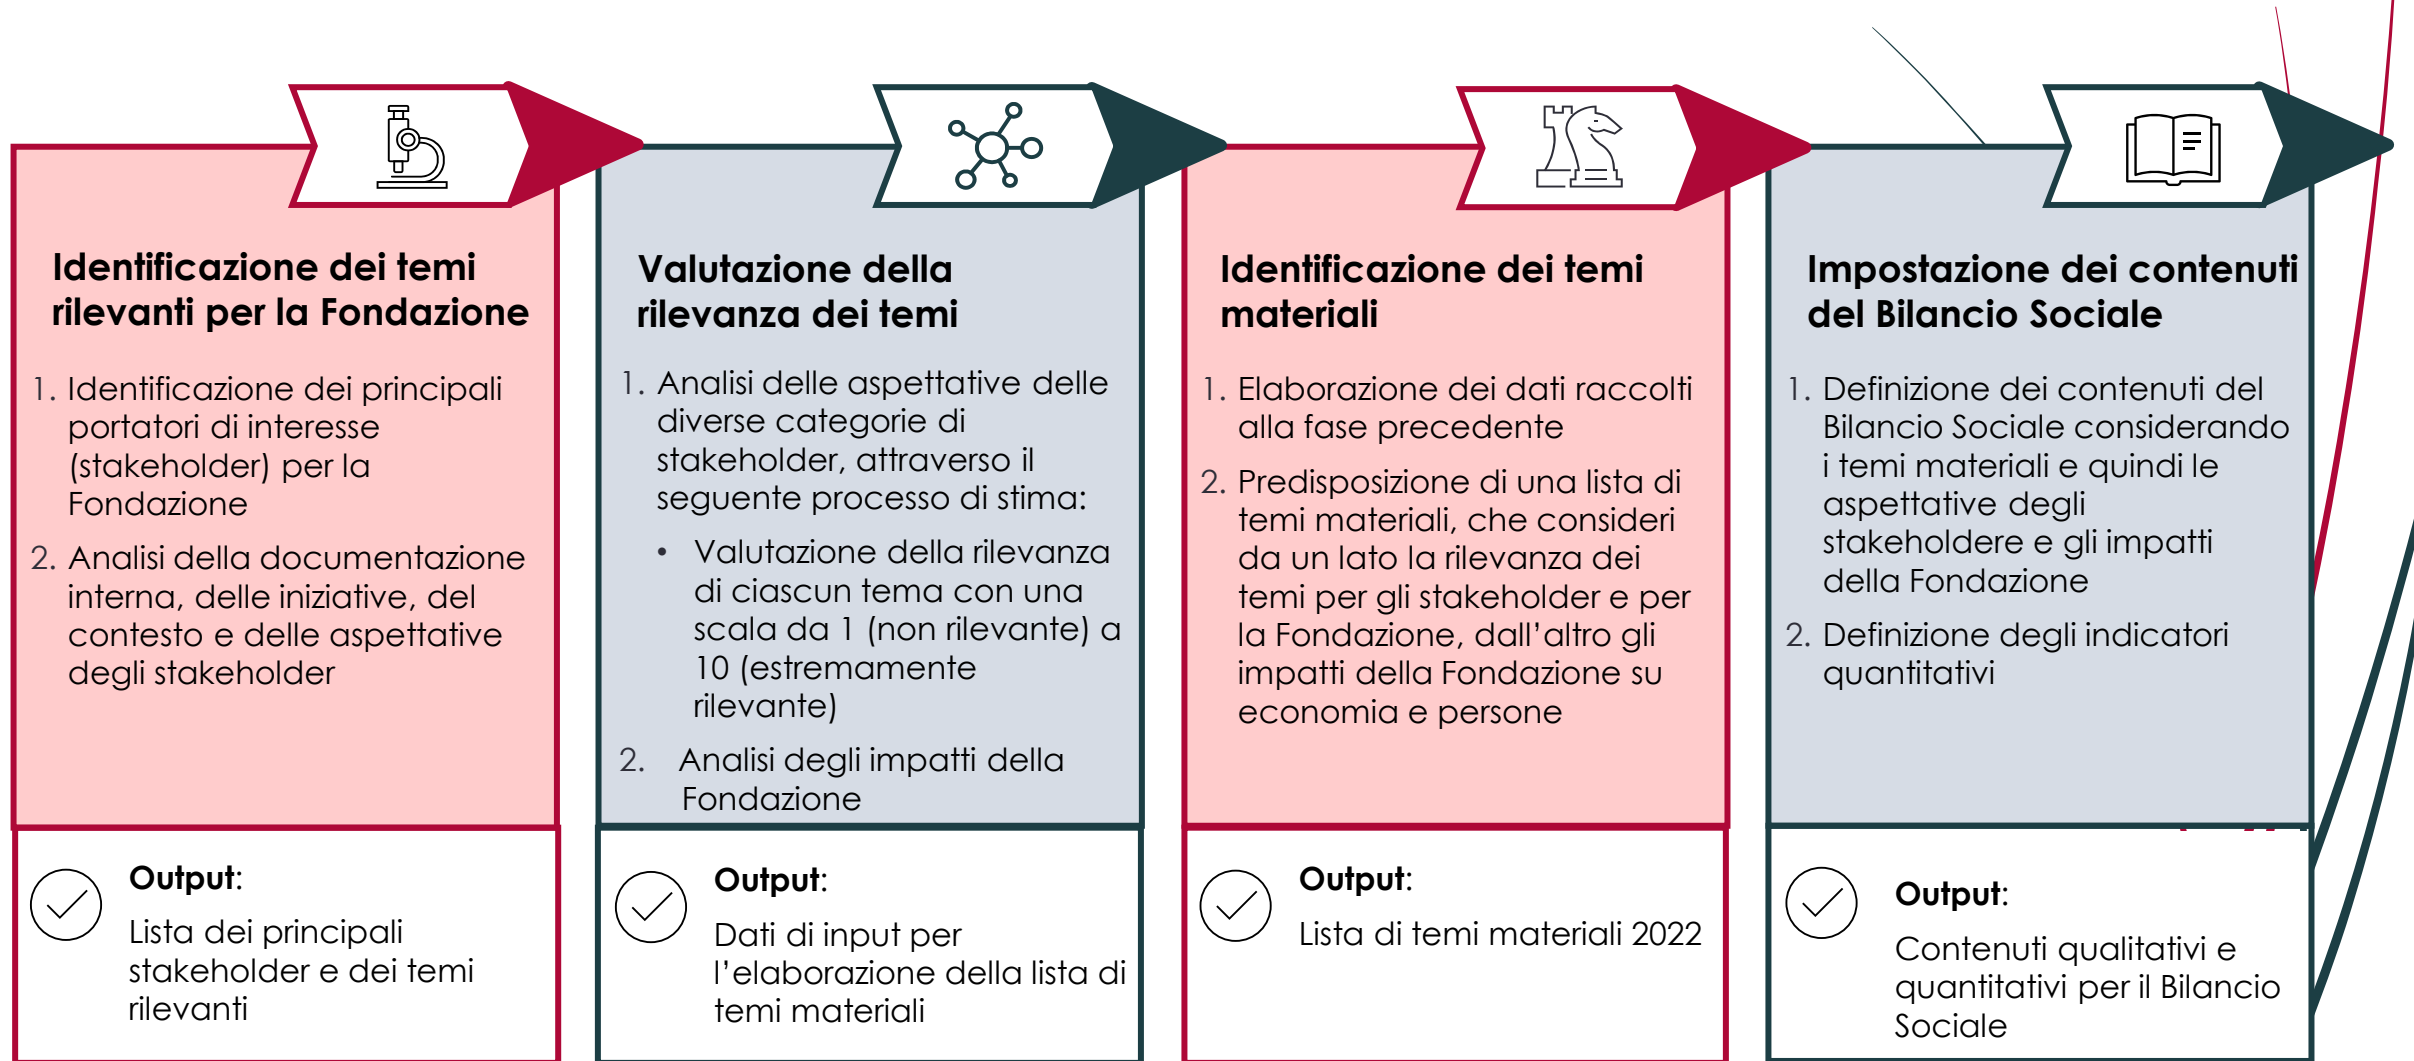 Identificazione dei temi
rilevanti per la Fondazione
1. Identificazione dei principali
portatori di interesse
(stakeholder) per la
Fondazione
2. Analisi della documentazione
interna, delle iniziative, del
contesto e delle aspettative
degli stakeholder
Output:
Lista dei principali
stakeholder e dei temi
rilevanti
Valutazione della
rilevanza dei temi
1. Analisi delle aspettative delle
diverse categorie di
stakeholder, attraverso il
seguente processo di stima:
• Valutazione della rilevanza
di ciascun tema con una
scala da 1 (non rilevante) a
10 (estremamente
rilevante)
2. Analisi degli impatti della
Fondazione
Output:
Dati di input per
l’elaborazione della lista di
temi materiali
Identificazione dei temi
materiali
1. Elaborazione dei dati raccolti
alla fase precedente
2. Predisposizione di una lista di
temi materiali, che consideri
da un lato la rilevanza dei
temi per gli stakeholder e per
la Fondazione, dall’altro gli
impatti della Fondazione su
economia e persone
Output:
Lista di temi materiali 2022
Impostazione dei contenuti
del Bilancio Sociale
1. Definizione dei contenuti del
Bilancio Sociale considerando
i temi materiali e quindi le
aspettative degli
stakeholdere e gli impatti
della Fondazione
2. Definizione degli indicatori
quantitativi
Output:
Contenuti qualitativi e
quantitativi per il Bilancio
Sociale